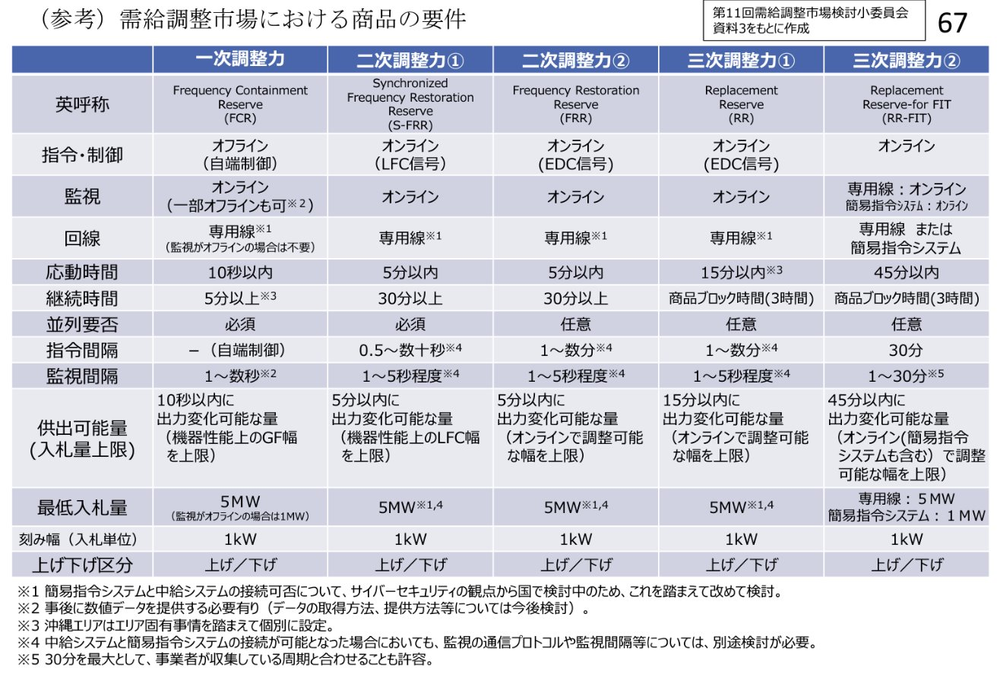 （参考）需給調整市場における商品の要件
第11回需給調整市場検討小委員会
資料3をもとに作成
67
一次調整力
二次調整力①
二次調整力②
三次調整力①
三次調整力②
英呼称
Frequency Containment
Reserve
(FCR)
Synchronized
Frequency Restoration
Reserve
(S-FRR)
Frequency Restoration
Reserve
(FRR)
Replacement
Reserve
(RR)
Replacement
Reserve-for FIT
(RR-FIT)
指令・制御
オフライン
（自端制御）
オンライン
（LFC信号）
オンライン
(EDC信号)
オンライン
(EDC信号)
オンライン
監視
オンライン
（一部オフラインも可※2）
オンライン
オンライン
オンライン
専用線：オンライン
簡易指令システム：オンライン
回線
専用線※1
（監視がオフラインの場合は不要）
専用線※1
専用線※1
専用線※1
専用線 または
簡易指令システム
応動時間
10秒以内
5分以内
5分以内
15分以内※3
45分以内
継続時間
5分以上※3
30分以上
30分以上
商品ブロック時間(3時間)
商品ブロック時間(3時間)
並列要否
必須
必須
任意
任意
任意
指令間隔
－（自端制御）
0.5～数十秒※4
1～数分※4
1～数分※4
30分
監視間隔
1～数秒※2
1～5秒程度※4
1～5秒程度※4
1～5秒程度※4
1～30分※5
供出可能量
(入札量上限)
10秒以内に
出力変化可能な量
（機器性能上のGF幅
を上限）
5分以内に
出力変化可能な量
（機器性能上のLFC幅
を上限）
5分以内に
出力変化可能な量
（オンラインで調整可能
な幅を上限）
15分以内に
出力変化可能な量
（オンラインで調整可能
な幅を上限）
45分以内に
出力変化可能な量
（オンライン(簡易指令
システムも含む）で調整
可能な幅を上限）
最低入札量
5ＭＷ
（監視がオフラインの場合は1MW）
5MW※1,4
5MW※1,4
5MW※1,4
専用線：５ＭＷ
簡易指令システム：１ＭＷ
刻み幅（入札単位）
1kW
1kW
1kW
1kW
1kW
上げ下げ区分
上げ／下げ
上げ／下げ
上げ／下げ
上げ／下げ
上げ／下げ
※1 簡易指令システムと中給システムの接続可否について、サイバーセキュリティの観点から国で検討中のため、これを踏まえて改めて検討。
※2 事後に数値データを提供する必要有り（データの取得方法、提供方法等については今後検討）。
※3 沖縄エリアはエリア固有事情を踏まえて個別に設定。
※4 中給システムと簡易指令システムの接続が可能となった場合においても、監視の通信プロトコルや監視間隔等については、別途検討が必要。
※5 30分を最大として、事業者が収集している周期と合わせることも許容。